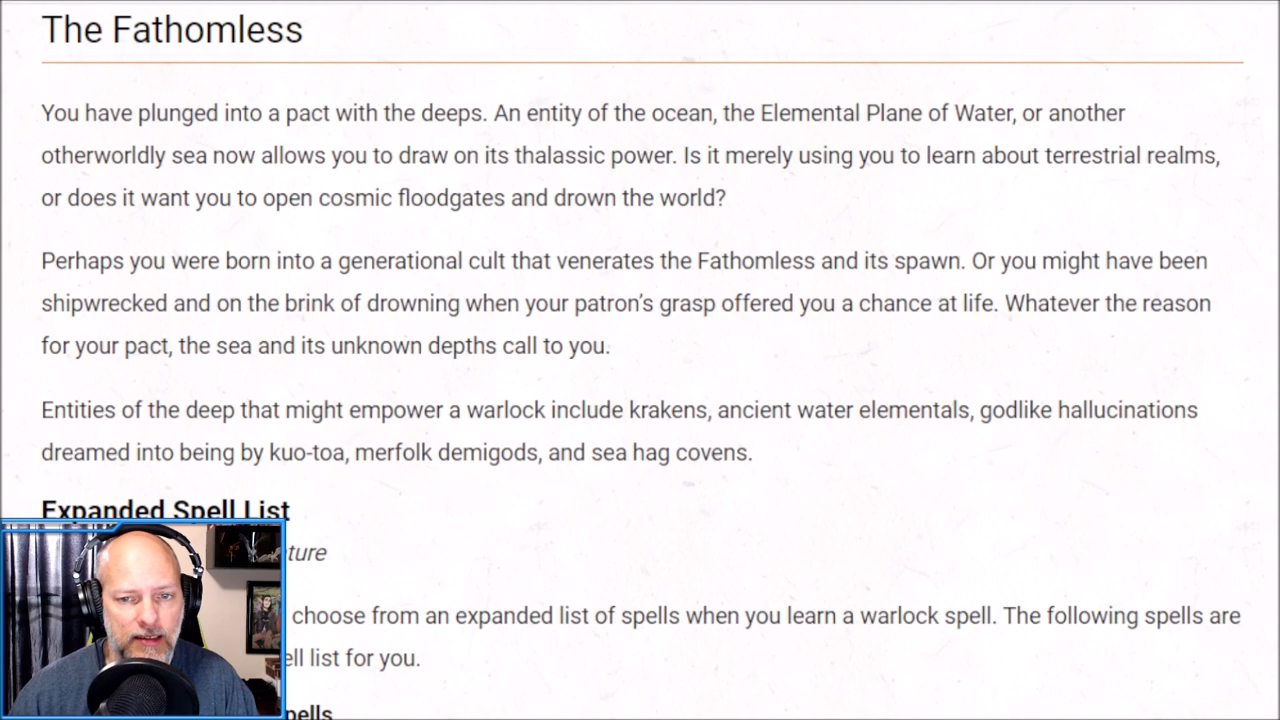 The Fathomless
You have plunged into a pact with the deeps. An entity of the ocean, the Elemental Plane of Water, or another
otherworldly sea now allows you to draw on its thalassic power. Is it merely using you to learn about terrestrial realms,
or does it want you to open cosmic floodgates and drown the world?
Perhaps you were born into a generational cult that venerates the Fathomless and its spawn. Or you might have been
shipwrecked and on the brink of drowning when your patron's grasp offered you a chance at life. Whatever the reason
for your pact, the sea and its unknown depths call to you.
Entities of the deep that might empower a warlock include krakens, ancient water elementals, godlike hallucinations
dreamed into being by kuo-toa, merfolk demigods, and sea hag covens.
Expanded Spell List
ture
choose from an expanded list of spells when you learn a warlock spell. The following spells are
ell list for you.
pells